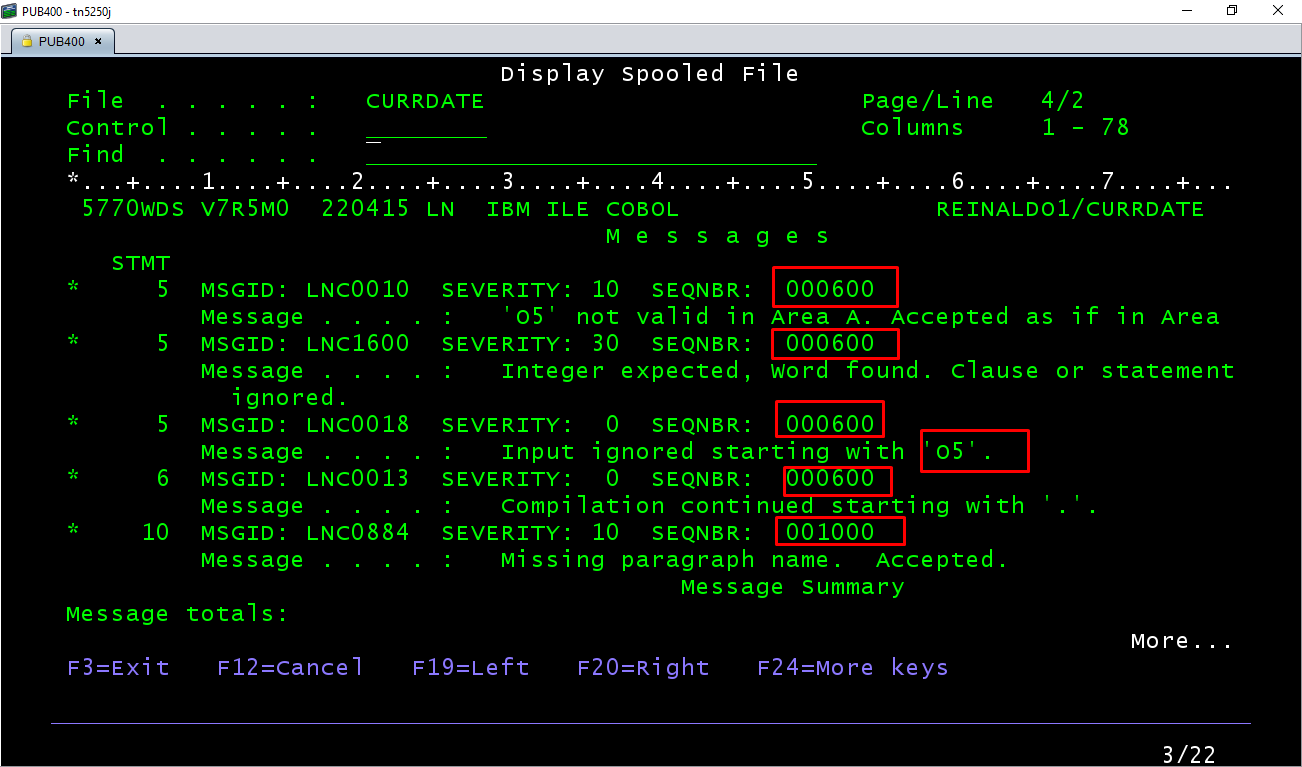 PUB400 - tn5250j
PUB400 ×
Display Spooled File
File . . . . . : CURRDATE Page/Line 4/2
Control . . . . . Columns 1 - 78
Find . . . . . .
*...+....1....+....2....+....3....+....4....+....5....+....6....+....7....+...
5770WDS V7R5M0 220415 LN IBM ILE COBOL REINALDO1/CURRDATE
M e s s a g e s
STMT
* 5 MSGID: LNC0010 SEVERITY: 10 SEQNBR: 000600
Message . . . . : 'O5' not valid in Area A. Accepted as if in Area
* 5 MSGID: LNC1600 SEVERITY: 30 SEQNBR: 000600
Message . . . . : Integer expected, Word found. Clause or statement
ignored.
* 5 MSGID: LNC0018 SEVERITY: 0 SEQNBR: 000600
Message . . . . : Input ignored starting with 'O5'.
* 6 MSGID: LNC0013 SEVERITY: 0 SEQNBR: 000600
Message . . . . : Compilation continued starting with '.'.
* 10 MSGID: LNC0884 SEVERITY: 10 SEQNBR: 001000
Message . . . . : Missing paragraph name. Accepted.
Message Summary
Message totals:
More...
F3=Exit F12=Cancel F19=Left F20=Right F24=More keys
3/22